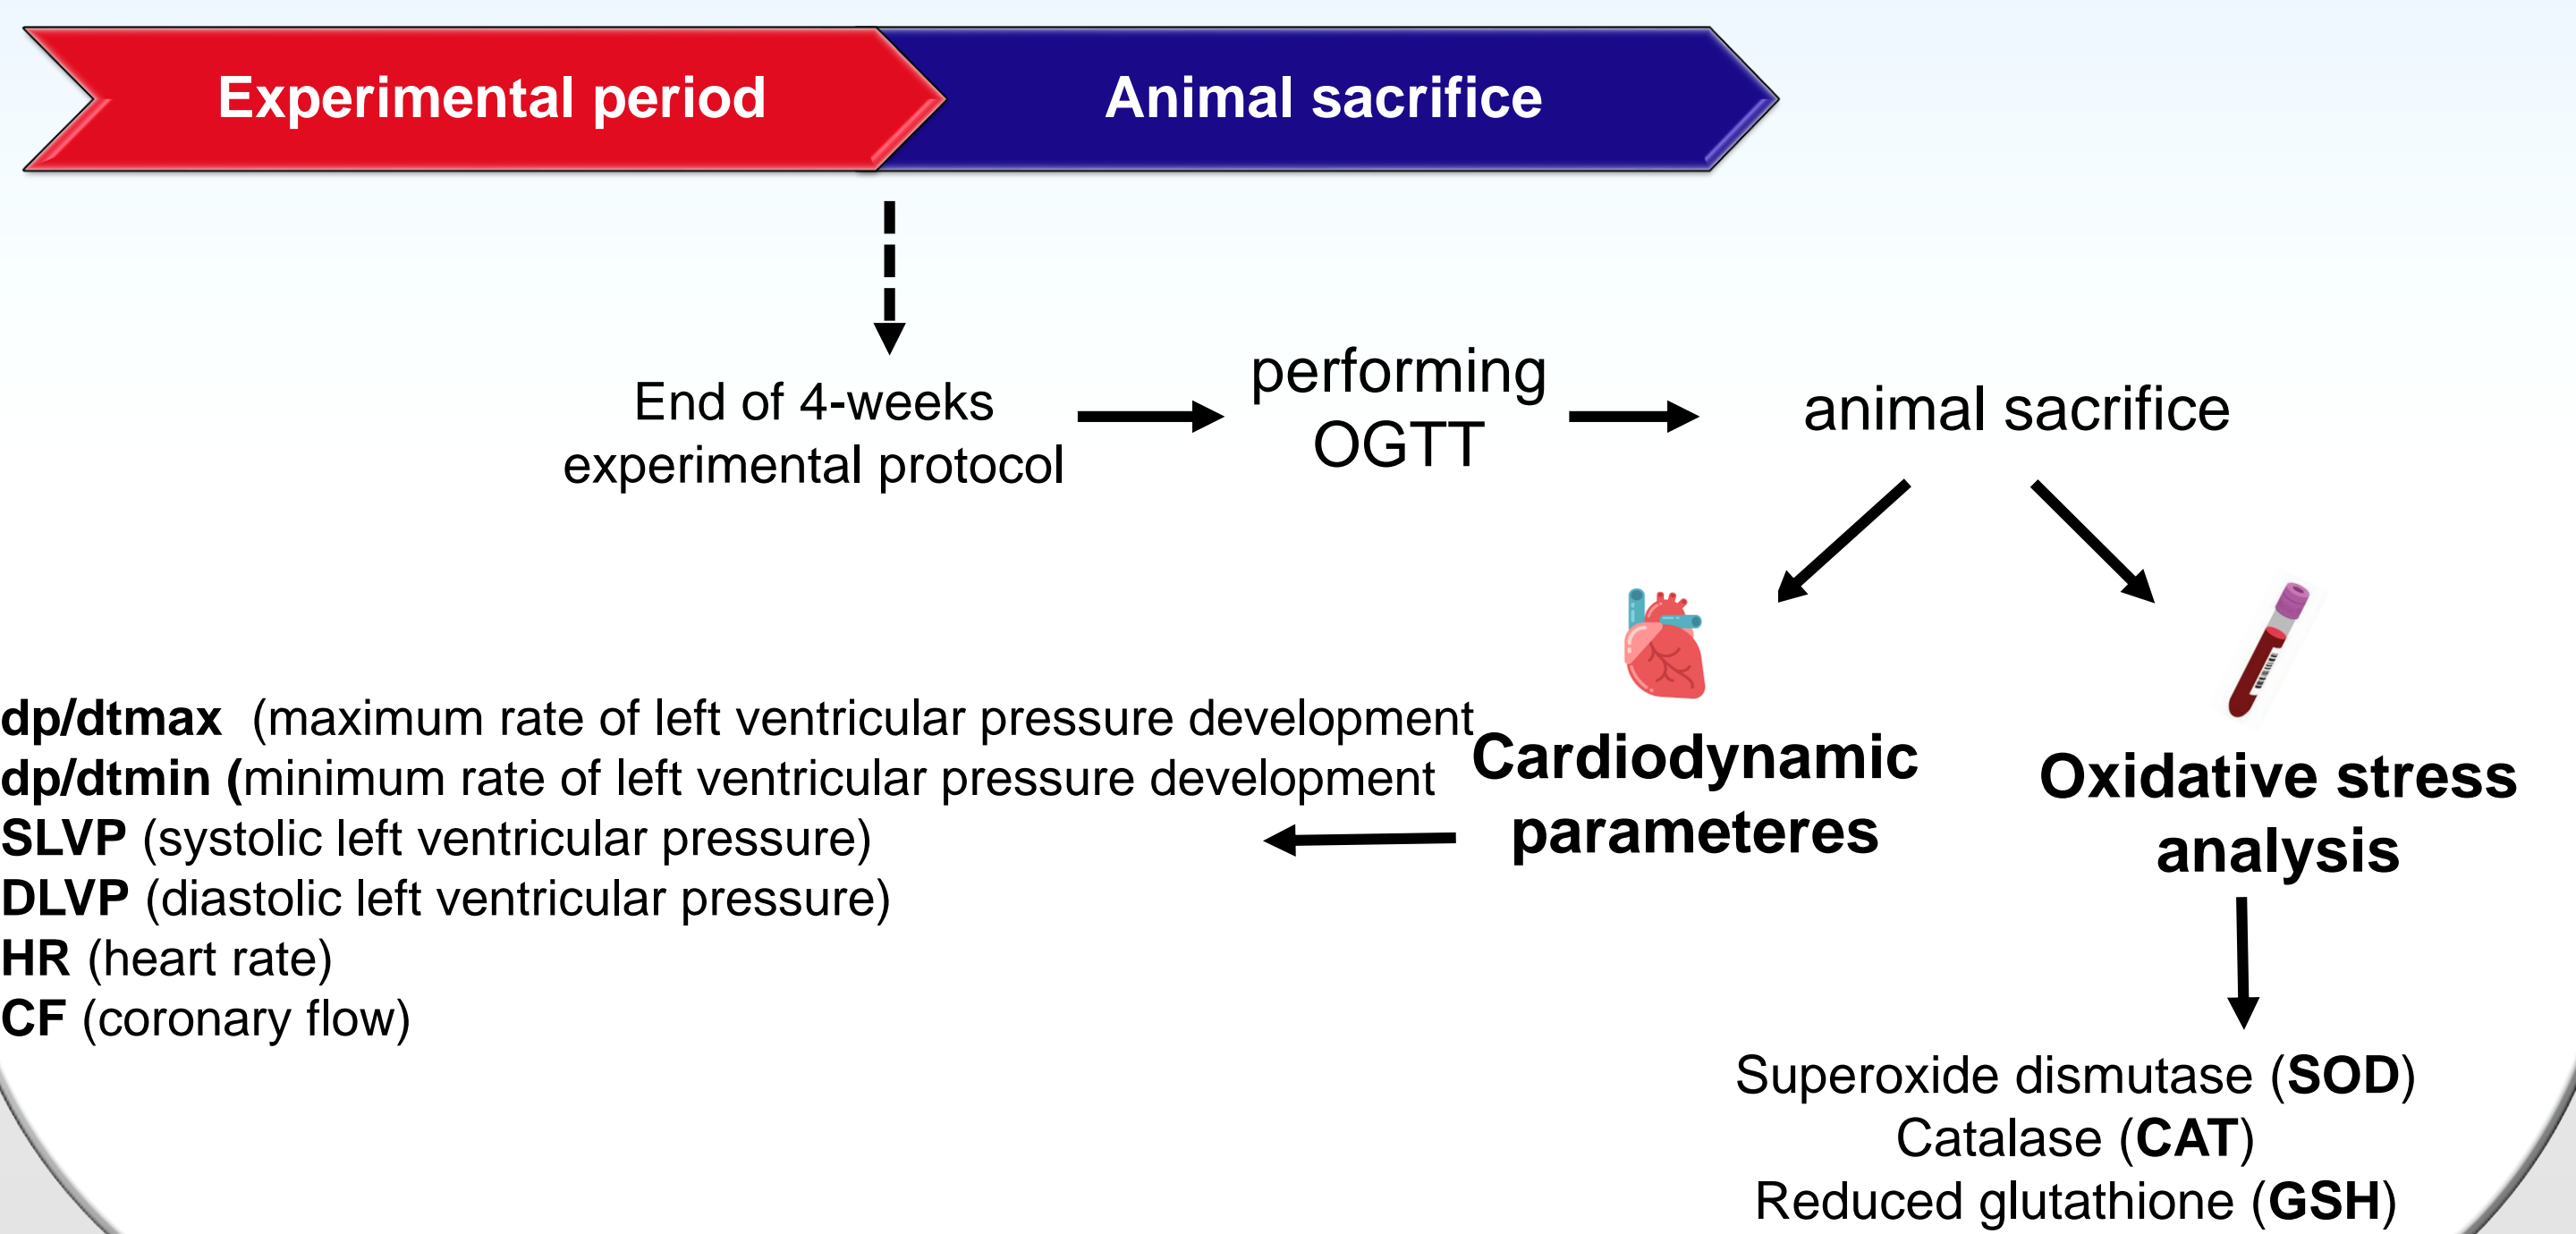 Experimental period
Animal sacrifice
End of 4-weeks
experimental protocol
performing
OGTT
animal sacrifice
dp/dtmax (maximum rate of left ventricular pressure development
dp/dtmin (minimum rate of left ventricular pressure development
SLVP (systolic left ventricular pressure)
DLVP (diastolic left ventricular pressure)
HR (heart rate)
CF (coronary flow)
Cardiodynamic
parameteres
Oxidative stress
analysis
Superoxide dismutase (SOD)
Catalase (CAT)
Reduced glutathione (GSH)